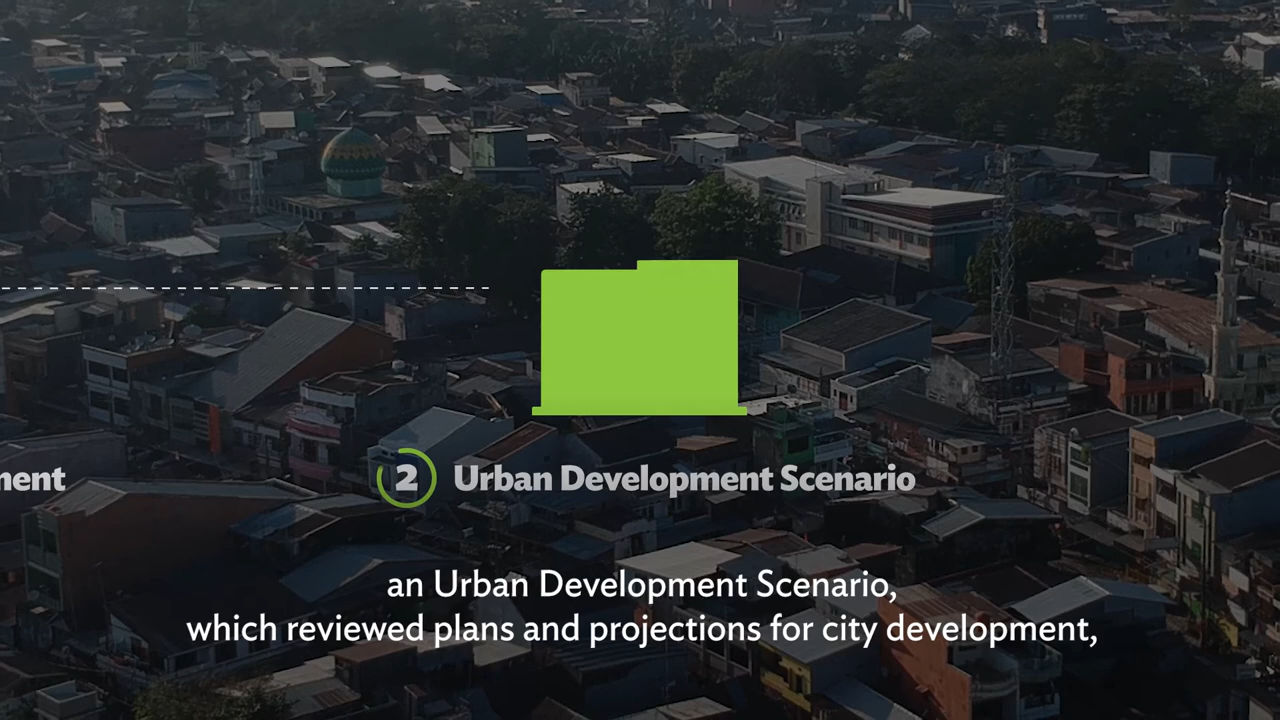 ment
2 Urban Development Scenario
an Urban Development Scenario,
which reviewed plans and projections for city development,